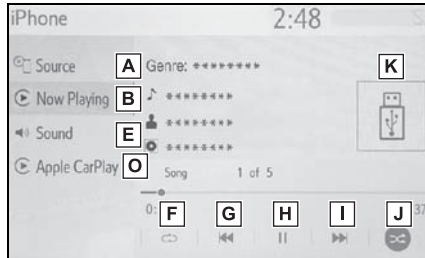 iPhone 2:48
Source A Genre: ******** K
Now Playing B ********
********
Sound E ********
Apple CarPlay O Song 1 of 5
0:
F G H I J